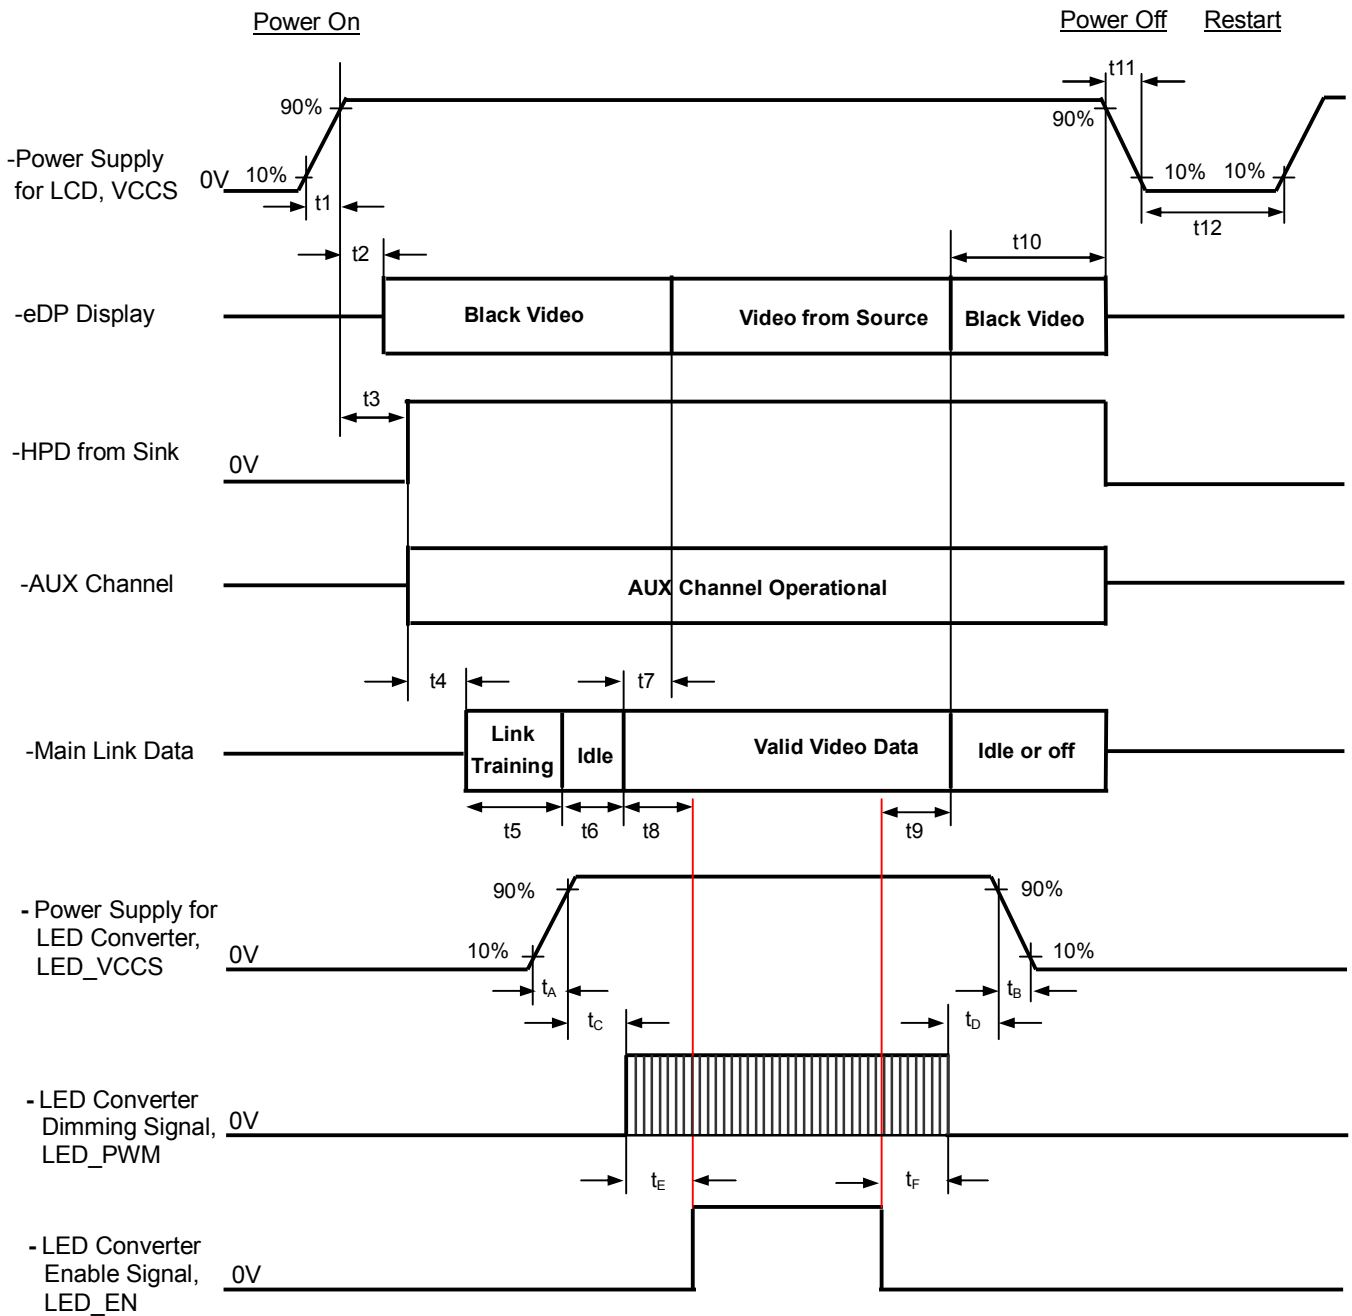 Power On
Power Off
Restart
t11
90%
90%
-Power Supply
for LCD, VCCS
0V
10%
10%
10%
t1
t12
t2
t10
-eDP Display
Black Video
Video from Source
Black Video
t3
-HPD from Sink
0V
-AUX Channel
AUX Channel Operational
t4
t7
-Main Link Data
Link
Training
Idle
Valid Video Data
Idle or off
t5
t6
t8
t9
90%
90%
- Power Supply for
LED Converter,
LED_VCCS
0V
10%
10%
tA
tB
tC
tD
- LED Converter
Dimming Signal,
LED_PWM
0V
tE
tF
- LED Converter
Enable Signal,
LED_EN
0V